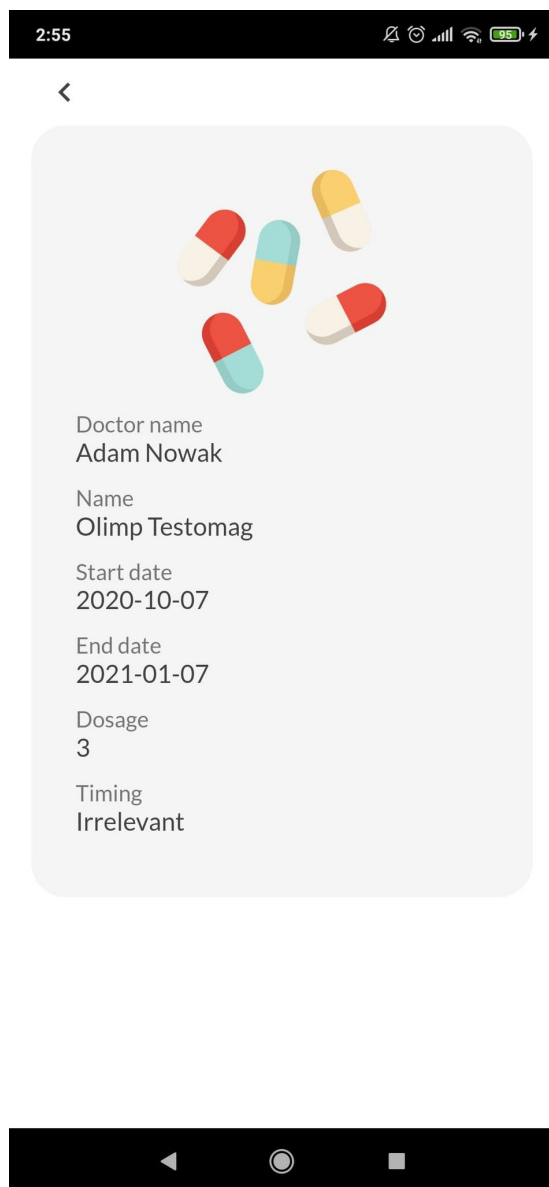 2:55
95
Doctor name
Adam Nowak
Name
Olimp Testomag
Start date
2020-10-07
End date
2021-01-07
Dosage
3
Timing
Irrelevant